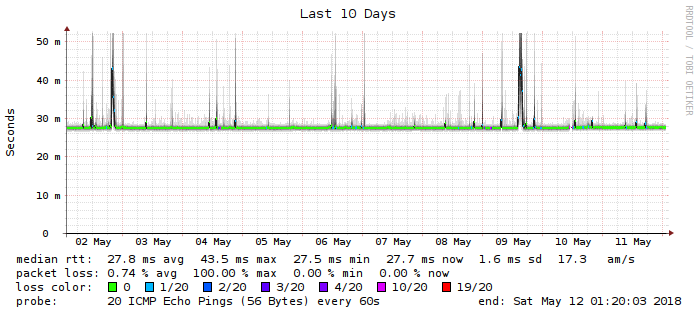 Last 10 Days
RRDTOOL / TOBI OETIKER
Seconds
50 m
40 m
30 m
20 m
10 m
0
02 May 03 May 04 May 05 May 06 May 07 May 08 May 09 May 10 May 11 May
median rtt: 27.8 ms avg 43.5 ms max 27.5 ms min 27.7 ms now 1.6 ms sd 17.3 am/s
packet loss: 0.74 % avg 100.00 % max 0.00 % min 0.00 % now
loss color: 0 1/20 2/20 3/20 4/20 10/20 19/20
probe: 20 ICMP Echo Pings (56 Bytes) every 60s end: Sat May 12 01:20:03 2018